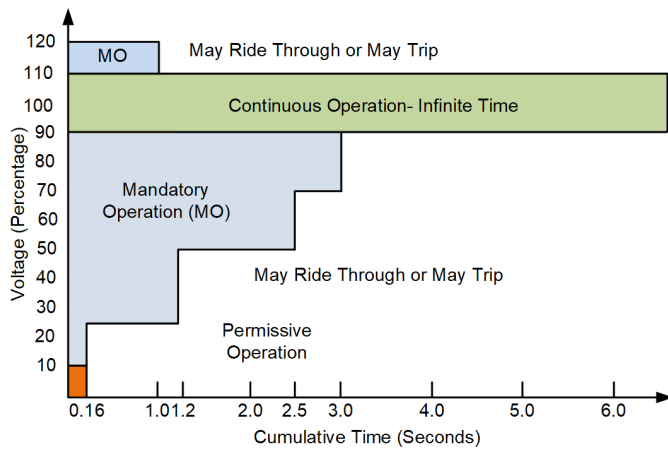 120
MO
May Ride Through or May Trip
110
100
Continuous Operation- Infinite Time
90
80
70
Mandatory
Operation (MO)
60
50
May Ride Through or May Trip
40
30
Permissive
Operation
20
10
Voltage (Percentage)
0.16
1.0
1.2
2.0
2.5
3.0
4.0
5.0
6.0
Cumulative Time (Seconds)